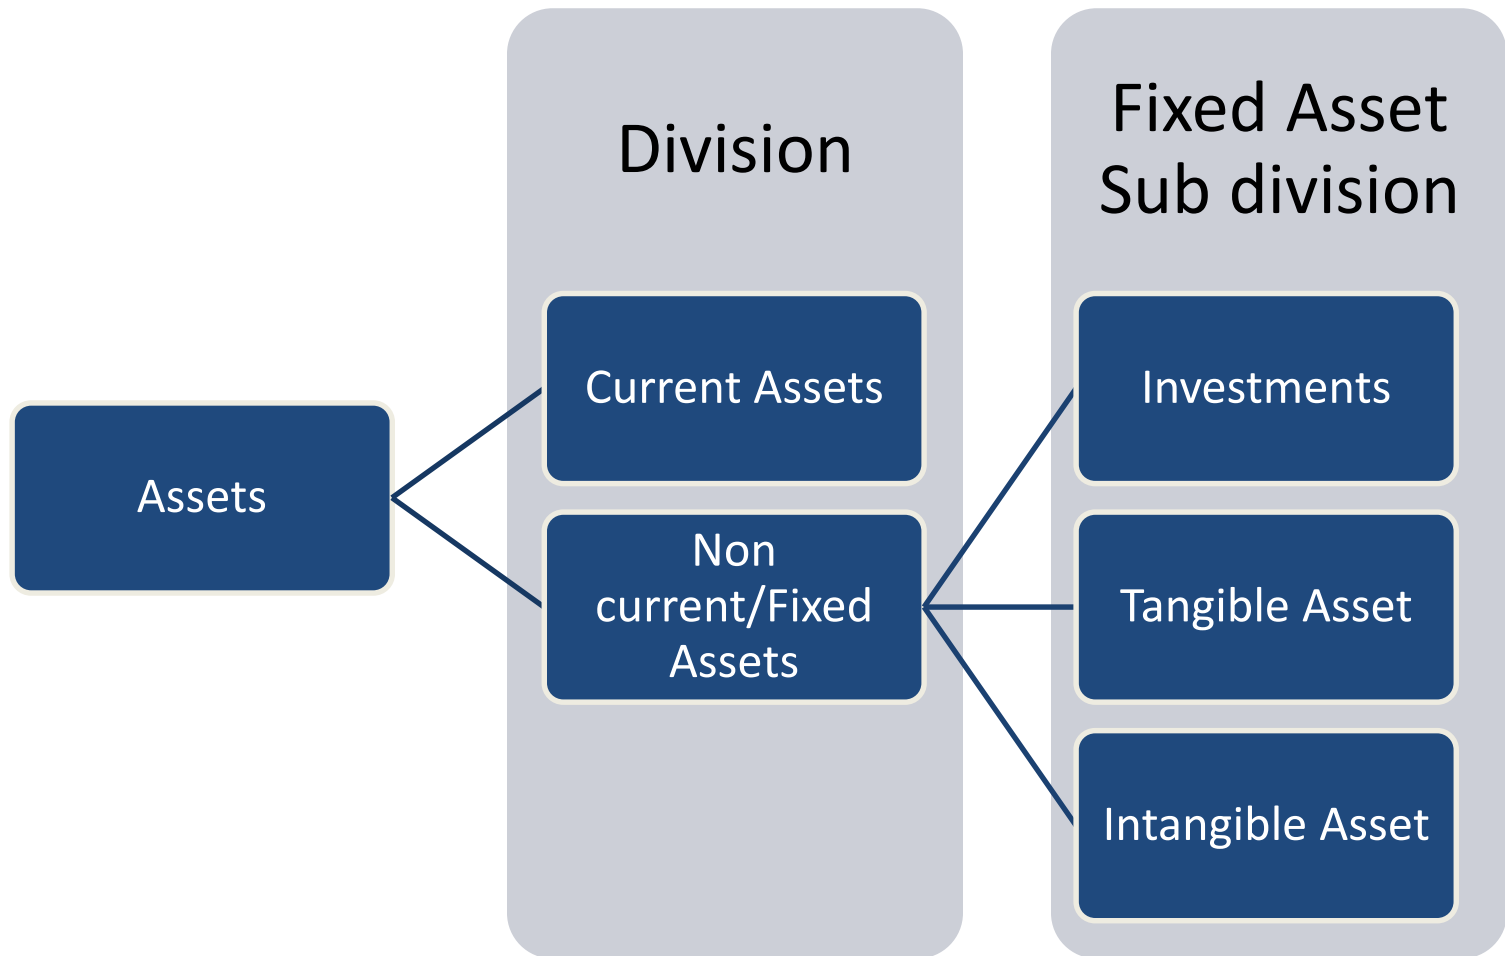 Division
Fixed Asset
Sub division
Assets
Current Assets
Non
current/Fixed
Assets
Investments
Tangible Asset
Intangible Asset